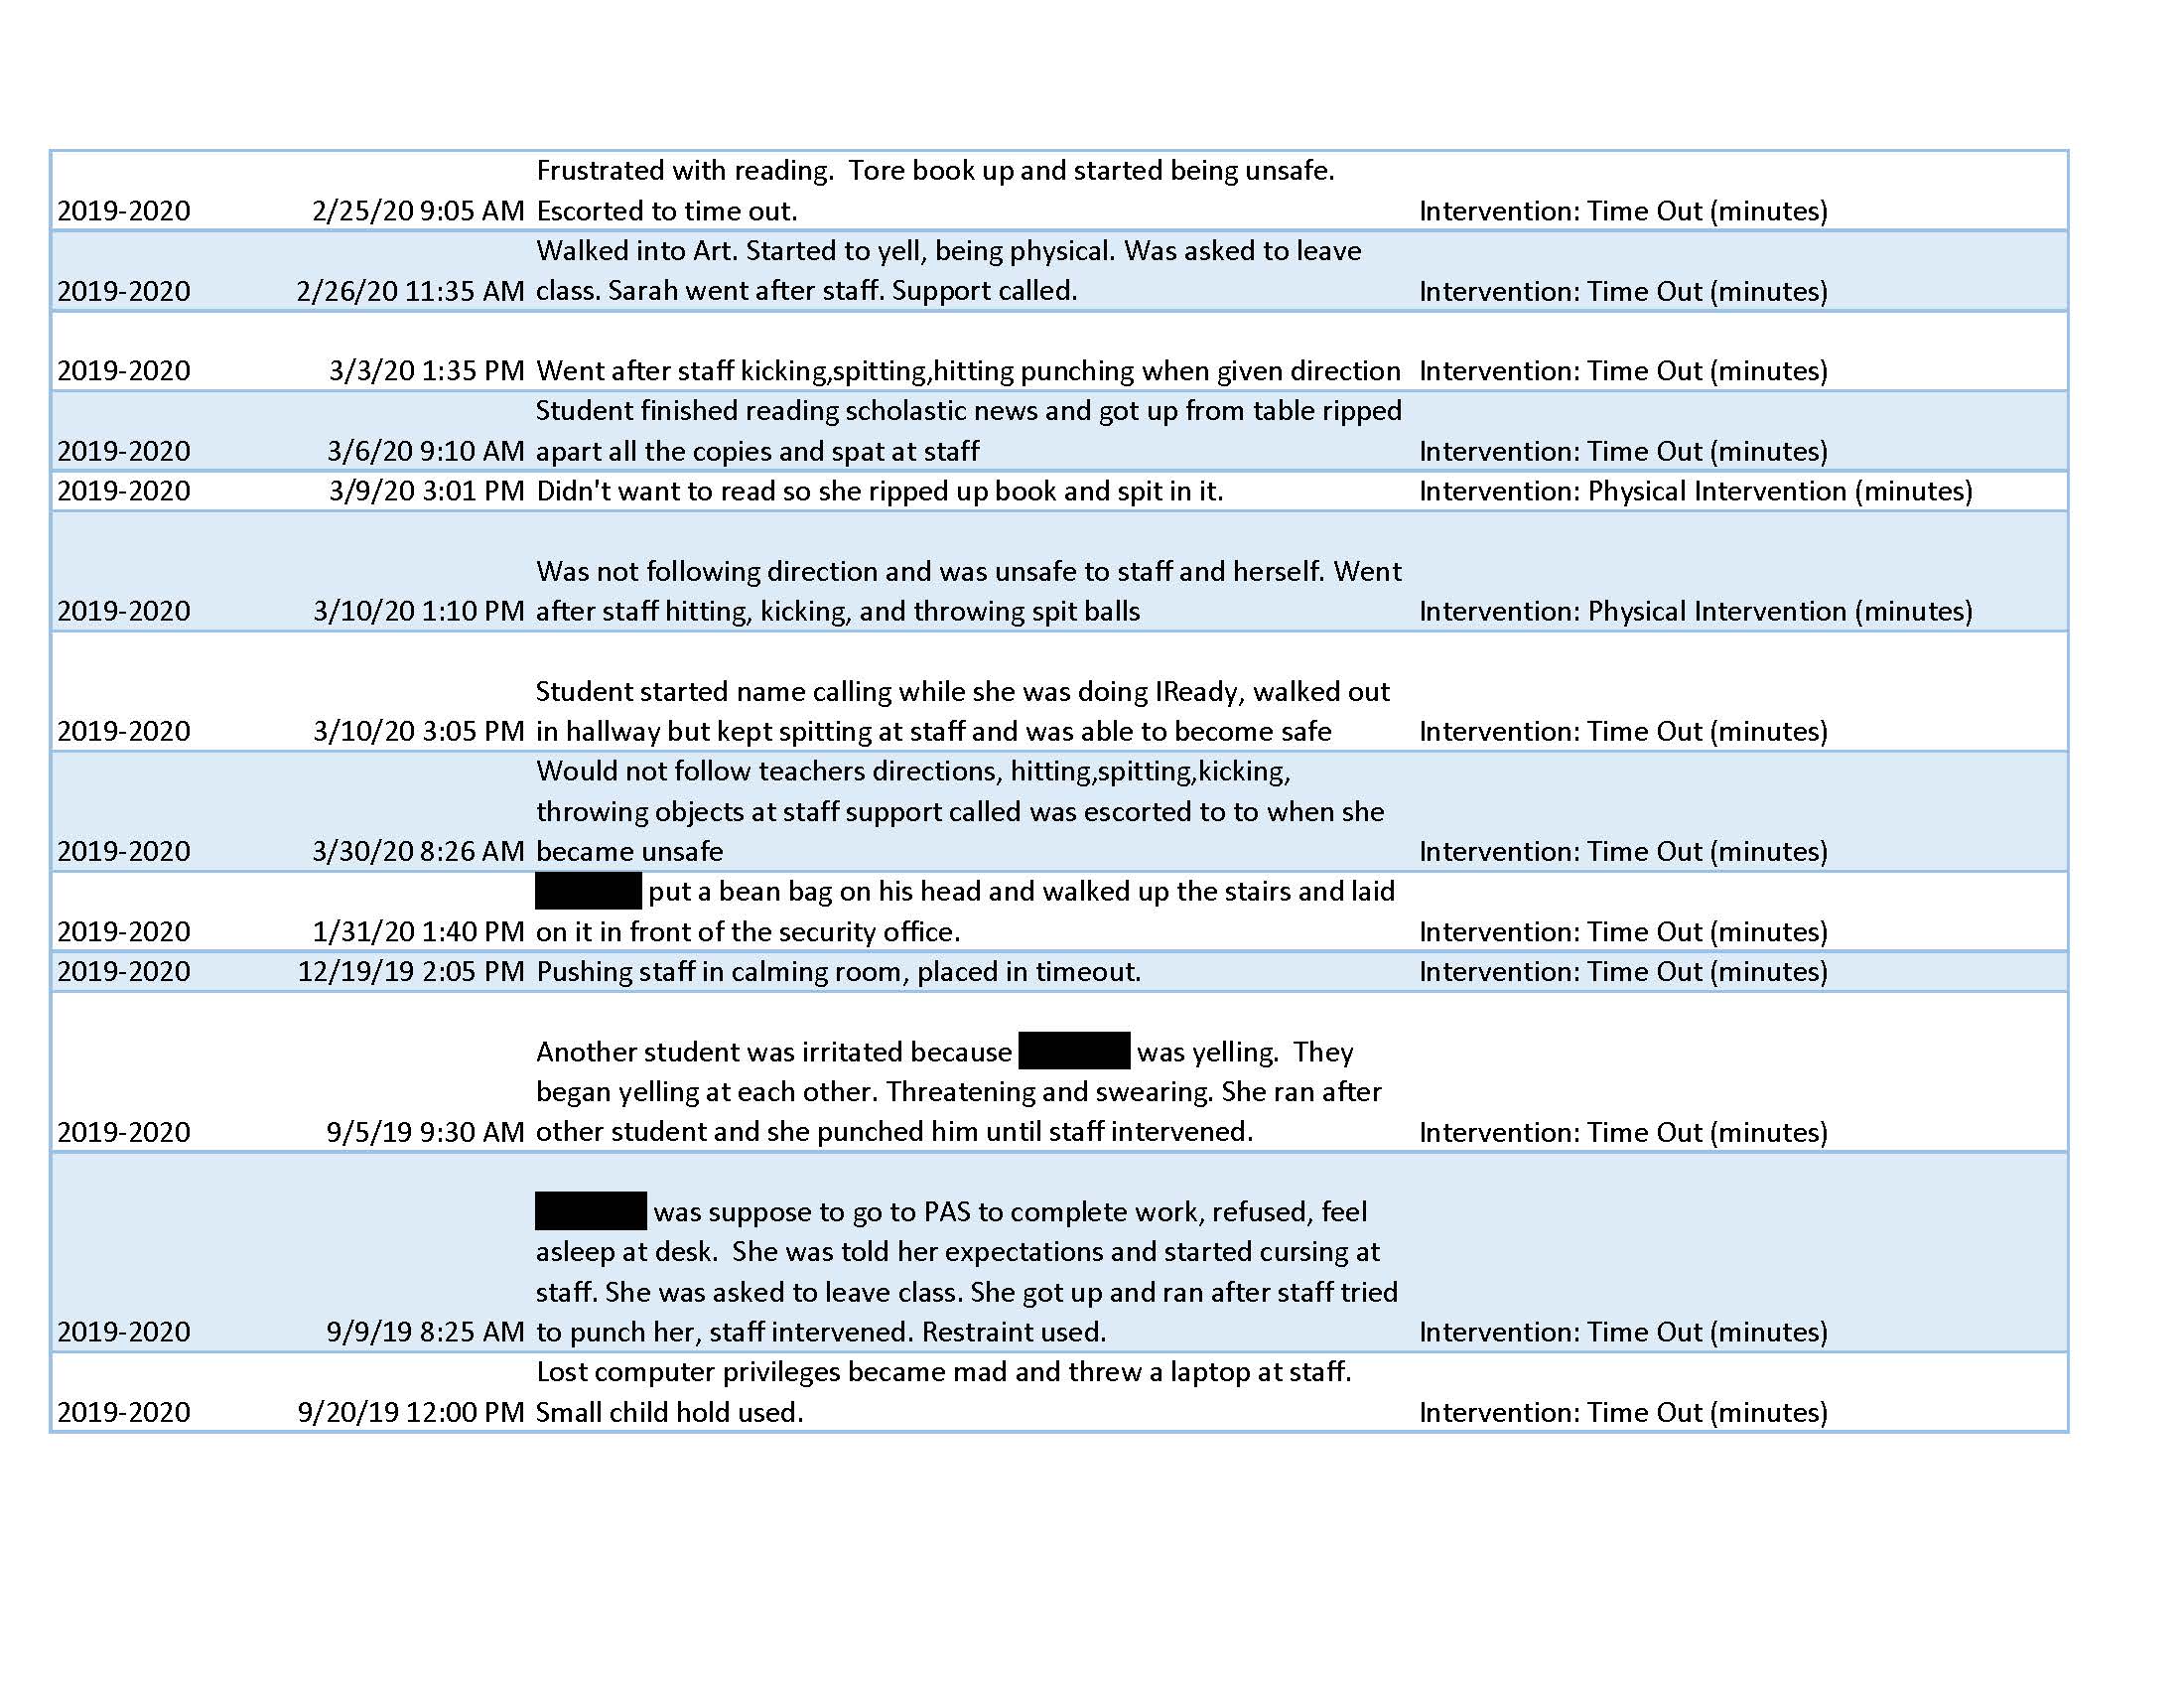 Frustrated with reading.  Tore book up and started being unsafe.
2019-2020 2/25/20 9:05 AM Escorted to time out. Intervention: Time Out (minutes)
Walked into Art. Started to yell, being physical. Was asked to leave
2019-2020 2/26/20 11:35 AM class. Sarah went after staff. Support called. Intervention: Time Out (minutes)
2019-2020 3/3/20 1:35 PM Went after staff kicking,spitting,hitting punching when given direction Intervention: Time Out (minutes)
Student finished reading scholastic news and got up from table ripped
2019-2020 3/6/20 9:10 AM apart all the copies and spat at staff Intervention: Time Out (minutes)
2019-2020 3/9/20 3:01 PM Didn't want to read so she ripped up book and spit in it. Intervention: Physical Intervention (minutes)
Was not following direction and was unsafe to staff and herself. Went
2019-2020 3/10/20 1:10 PM after staff hitting, kicking, and throwing spit balls Intervention: Physical Intervention (minutes)
Student started name calling while she was doing IReady, walked out
2019-2020 3/10/20 3:05 PM in hallway but kept spitting at staff and was able to become safe Intervention: Time Out (minutes)
Would not follow teachers directions, hitting,spitting,kicking,
throwing objects at staff support called was escorted to to when she
2019-2020 3/30/20 8:26 AM became unsafe Intervention: Time Out (minutes)
put a bean bag on his head and walked up the stairs and laid
2019-2020 1/31/20 1:40 PM on it in front of the security office. Intervention: Time Out (minutes)
2019-2020 12/19/19 2:05 PM Pushing staff in calming room, placed in timeout. Intervention: Time Out (minutes)
Another student was irritated because was yelling.  They
began yelling at each other. Threatening and swearing. She ran after
2019-2020 9/5/19 9:30 AM other student and she punched him until staff intervened. Intervention: Time Out (minutes)
was suppose to go to PAS to complete work, refused, feel
asleep at desk.  She was told her expectations and started cursing at
staff. She was asked to leave class. She got up and ran after staff tried
2019-2020 9/9/19 8:25 AM to punch her, staff intervened. Restraint used. Intervention: Time Out (minutes)
Lost computer privileges became mad and threw a laptop at staff.
2019-2020 9/20/19 12:00 PM Small child hold used. Intervention: Time Out (minutes)